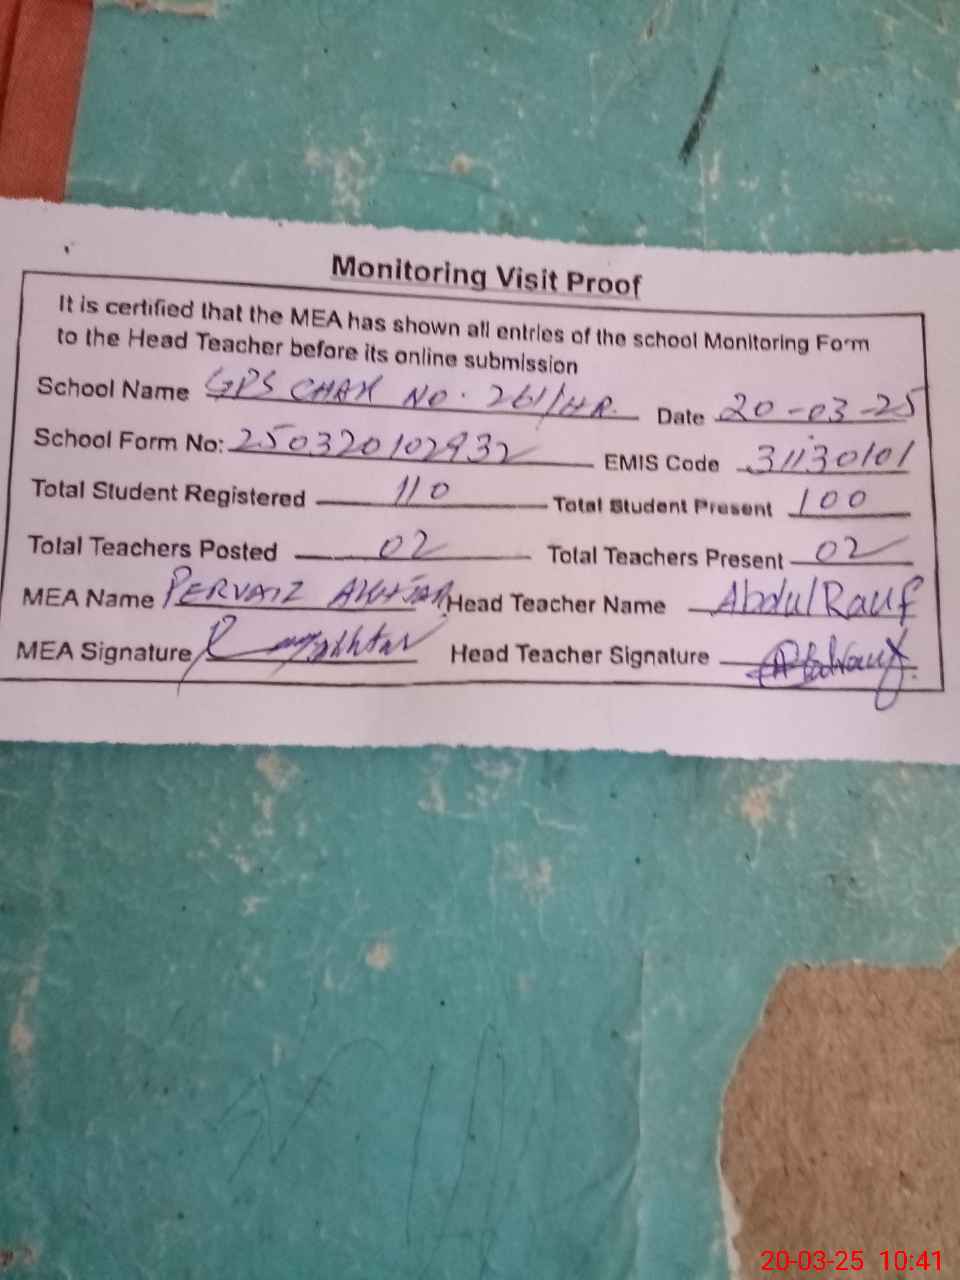 Monitoring Visit Proof
It is certified that the MEA has shown all entries of the school Monitoring Form
to the Head Teacher before its online submission
School Name GPS CHAK NO. 261/HR. Date 20-03-25
School Form No: 250320102932 EMIS Code 31130101
Total Student Registered 110 Total Student Present 100
Total Teachers Posted 02 Total Teachers Present 02
MEA Name PERVAIZ AKHTAR Head Teacher Name Abdul Rauf
MEA Signature Head Teacher Signature
20-03-25 10:41